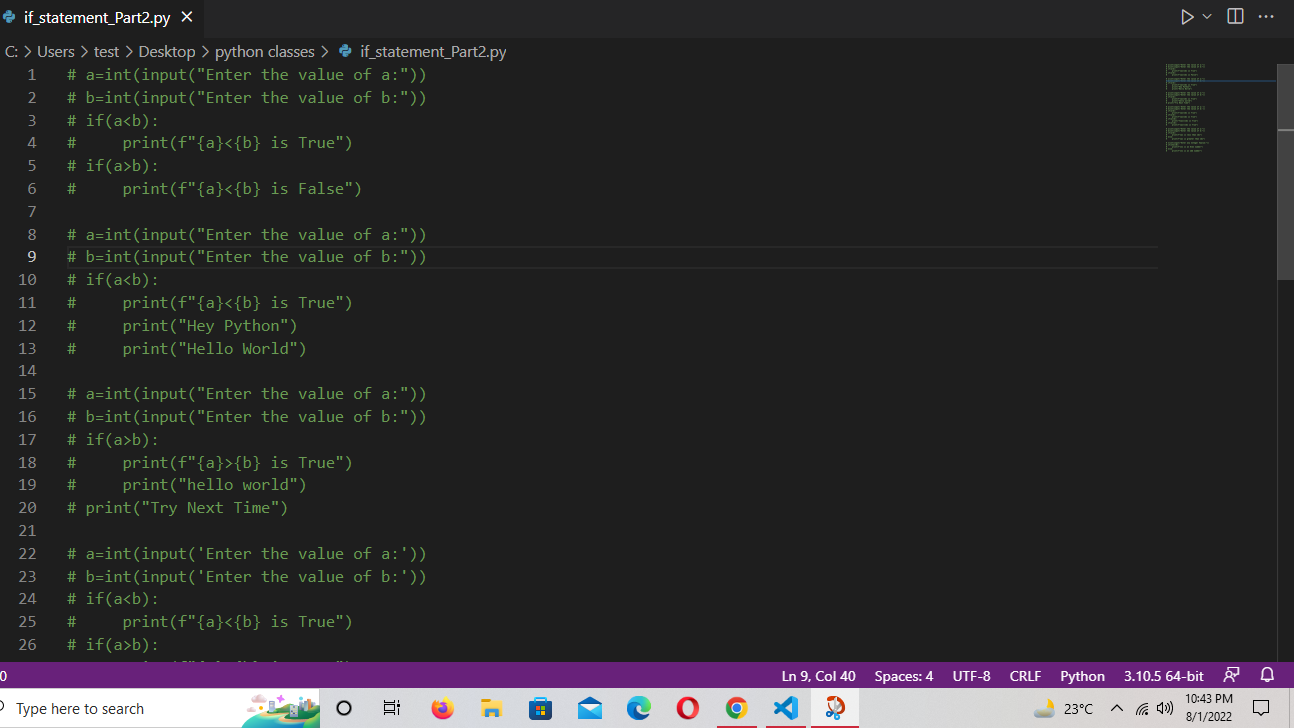 if_statement_Part2.py
C: > Users > test > Desktop > python classes > if_statement_Part2.py
1 # a=int(input("Enter the value of a:"))
2 # b=int(input("Enter the value of b:"))
3 # if(a<b):
4 #     print(f"{a}<{b} is True")
5 # if(a>b):
6 #     print(f"{a}<{b} is False")
7
8 # a=int(input("Enter the value of a:"))
9 # b=int(input("Enter the value of b:"))
10 # if(a<b):
11 #     print(f"{a}<{b} is True")
12 #     print("Hey Python")
13 #     print("Hello World")
14
15 # a=int(input("Enter the value of a:"))
16 # b=int(input("Enter the value of b:"))
17 # if(a>b):
18 #     print(f"{a}>{b} is True")
19 #     print("hello world")
20 # print("Try Next Time")
21
22 # a=int(input('Enter the value of a:'))
23 # b=int(input('Enter the value of b:'))
24 # if(a<b):
25 #     print(f"{a}<{b} is True")
26 # if(a>b):
0 Ln 9, Col 40 Spaces: 4 UTF-8 CRLF Python 3.10.5 64-bit
Type here to search 23°C 10:43 PM
8/1/2022